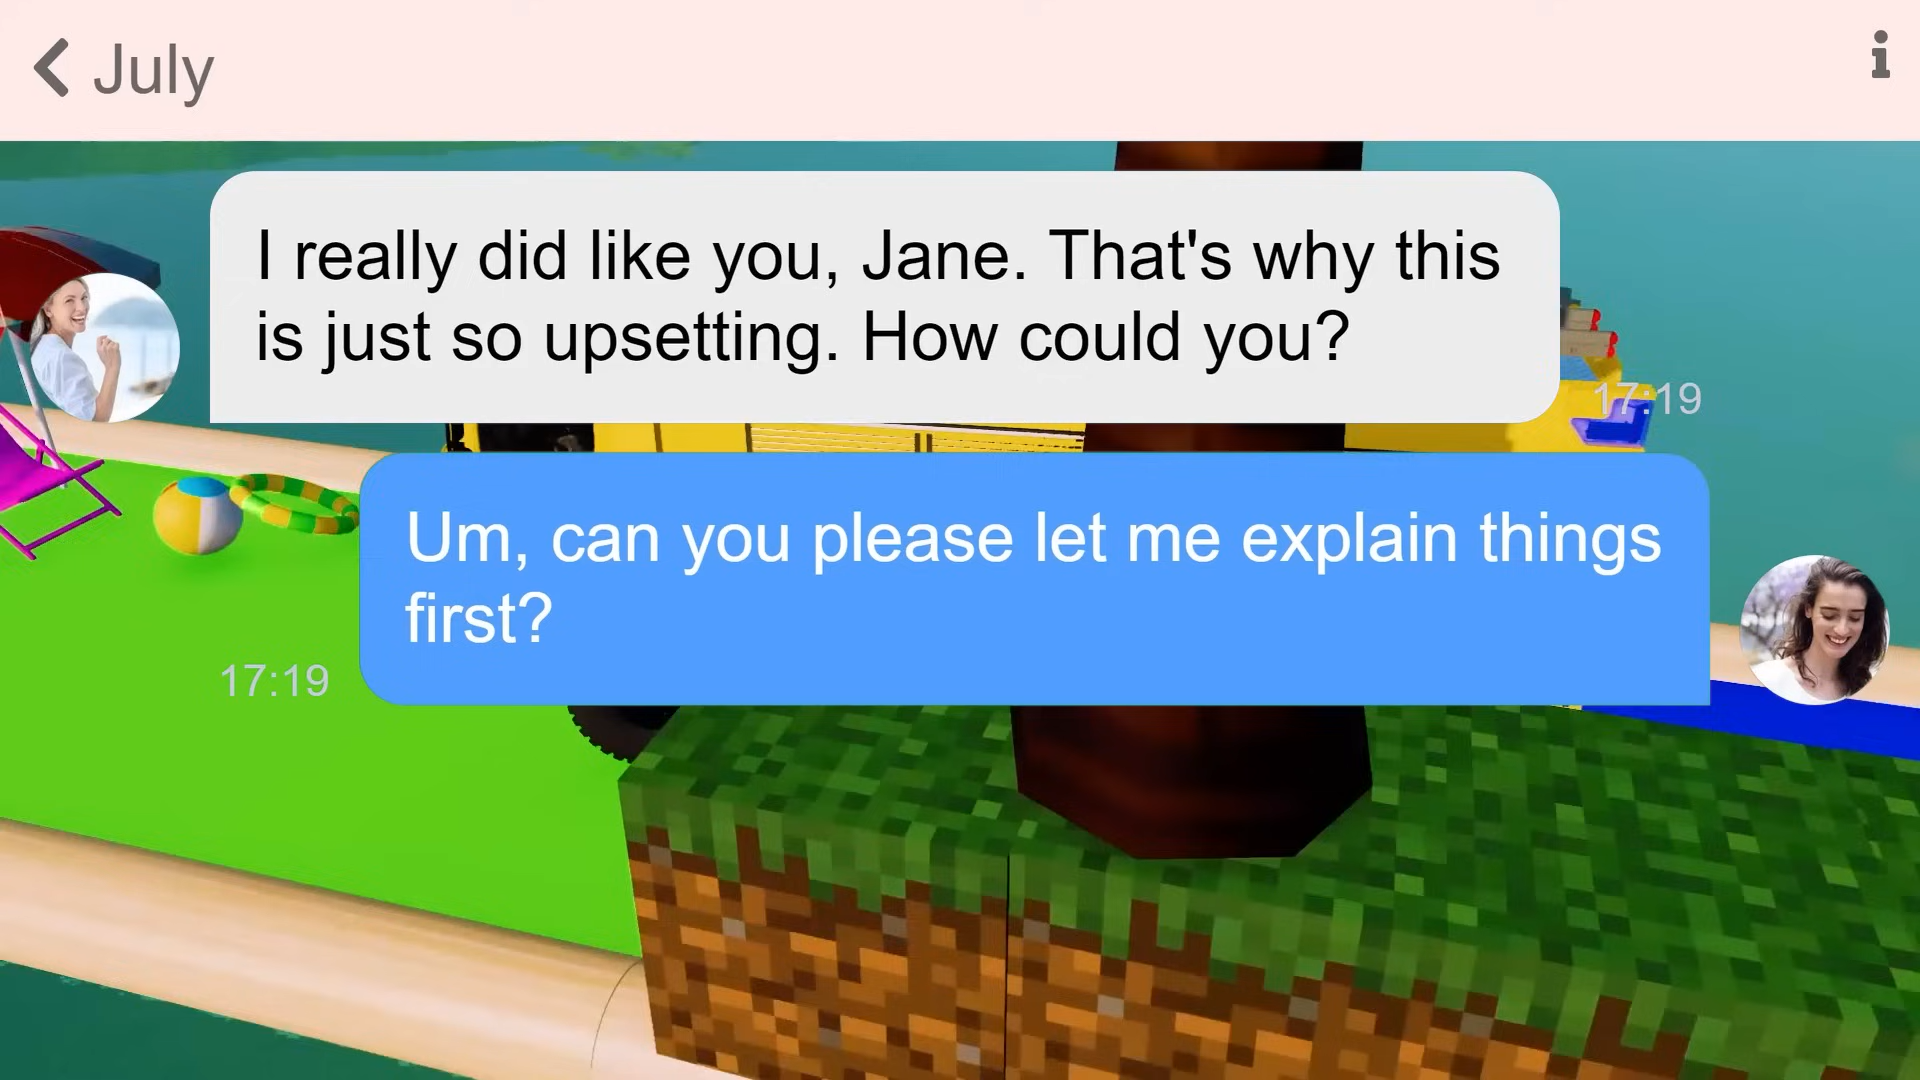 July
I really did like you, Jane. That's why this
is just so upsetting. How could you?
17:19
Um, can you please let me explain things
first?
17:19